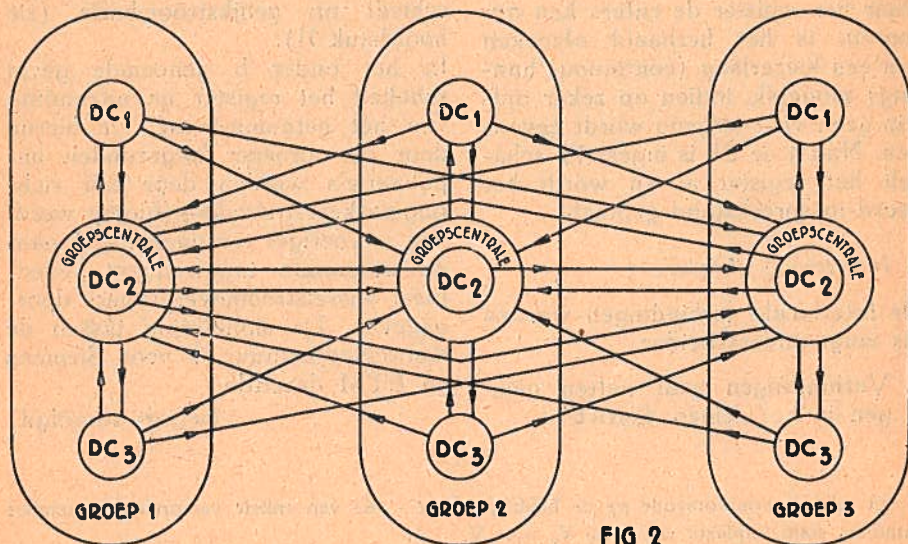 DC1 DC1 DC1
GROEPSCENTRALE GROEPSCENTRALE GROEPSCENTRALE
DC2 DC2 DC2
DC3 DC3 DC3
GROEP 1 GROEP 2 GROEP 3
FIG 2